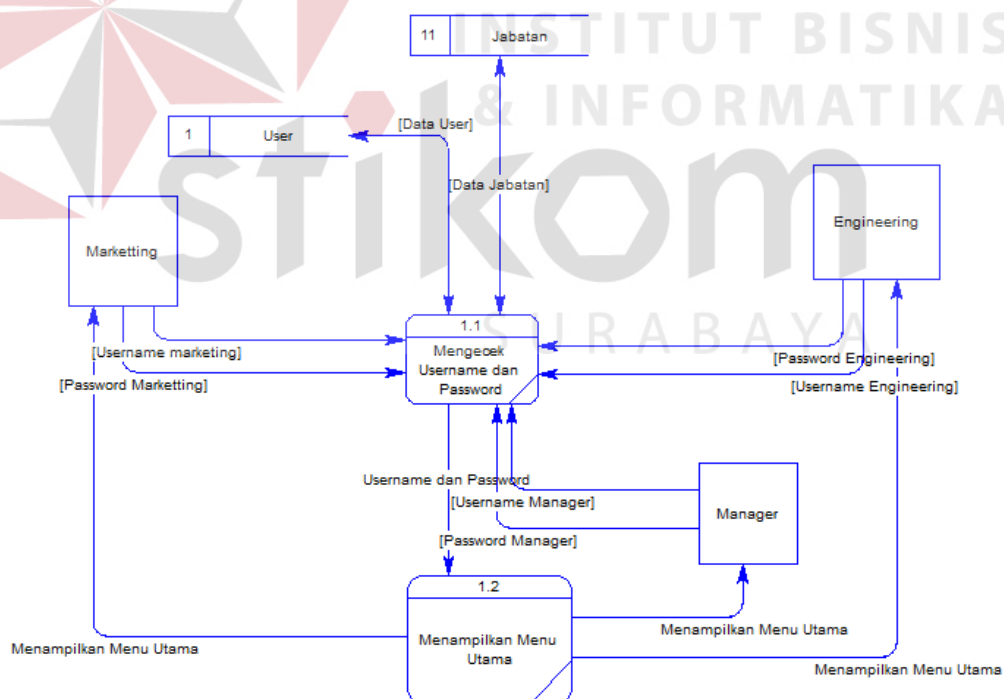 INSTITUT BISNIS
& INFORMATIKA
stikom
SURABAYA
11 Jabatan
[Data User]
1 User
[Data Jabatan]
Engineering
Marketting
1.1
Mengecek
Username dan
Password
[Username marketing]
[Password Marketting]
[Password Engineering]
[Username Engineering]
Username dan Password
[Username Manager]
Manager
[Password Manager]
1.2
Menampilkan Menu
Utama
Menampilkan Menu Utama
Menampilkan Menu Utama
Menampilkan Menu Utama